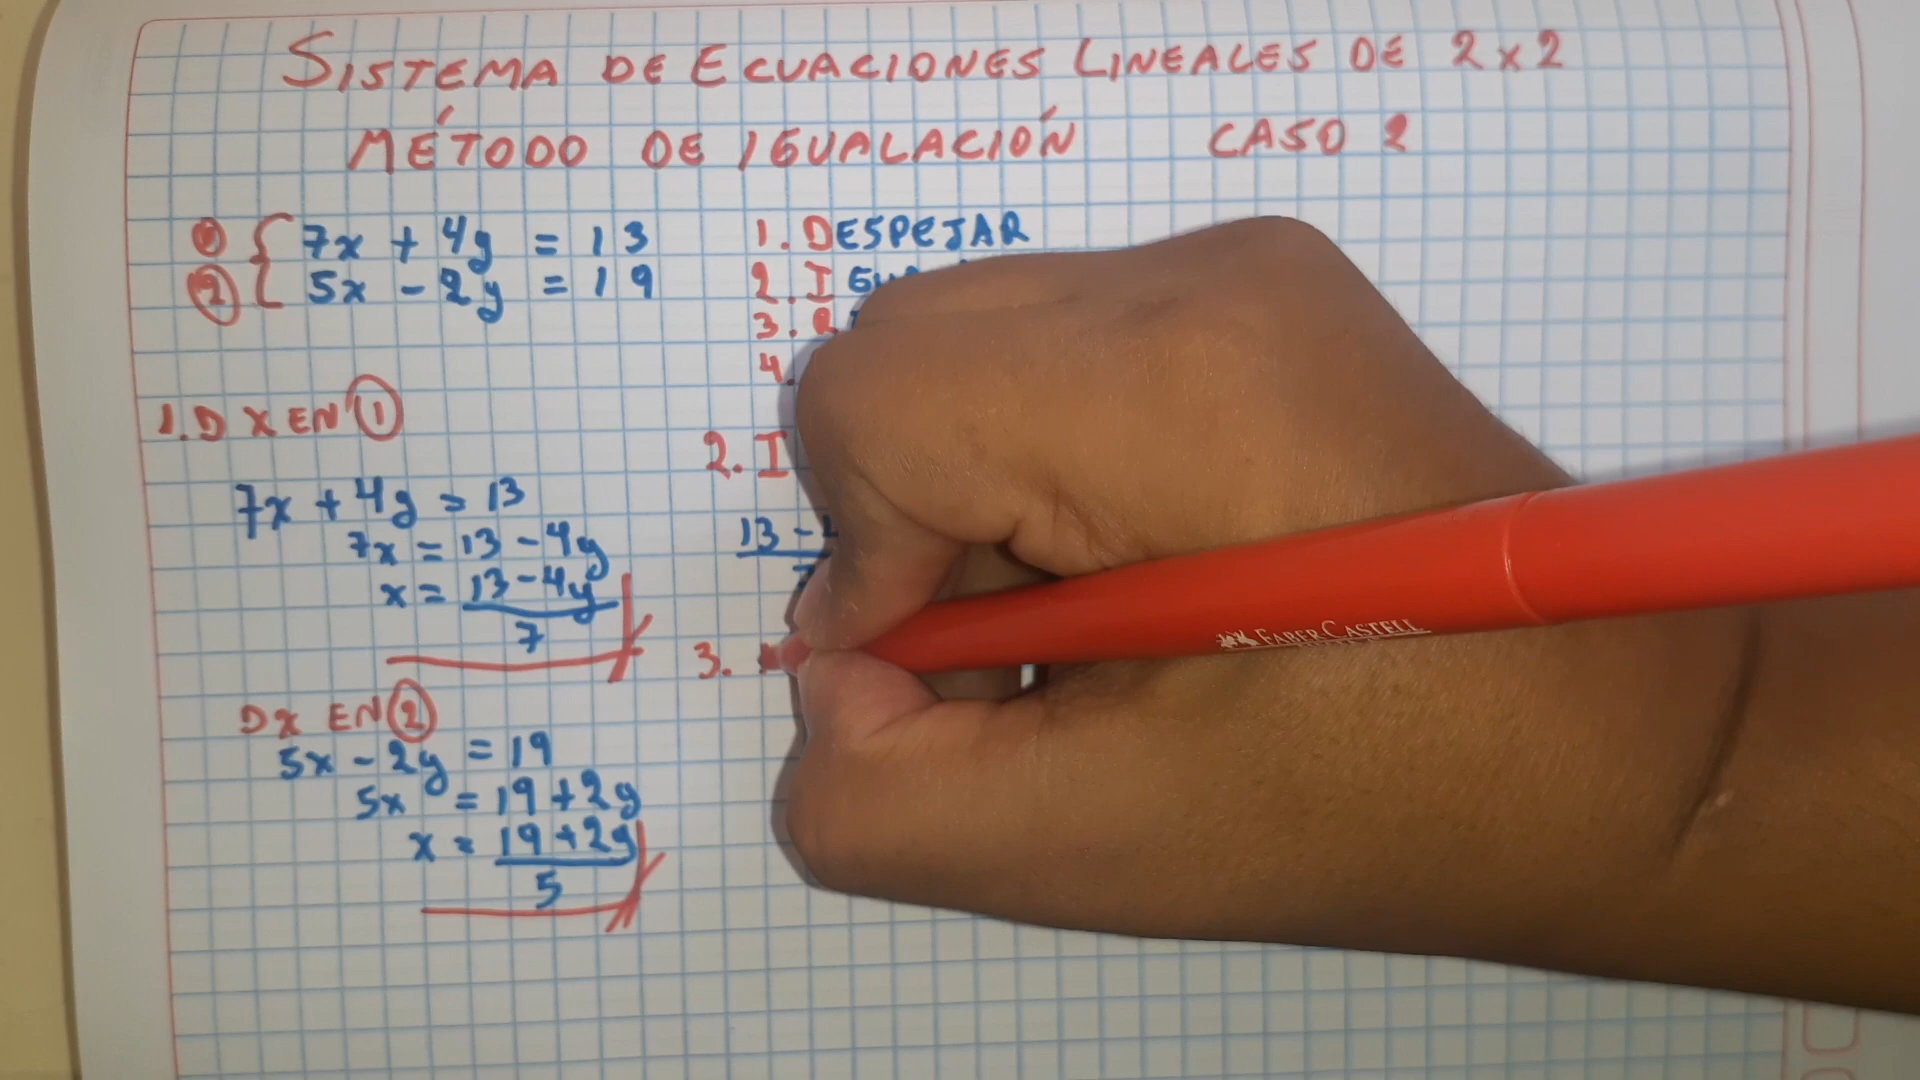 SISTEMA DE ECUACIONES LINEALES DE 2x2
MÉTODO DE IGUALACIÓN CASO 2
① { 7x + 4y = 13
② { 5x - 2y = 19
1. DESPEJAR
2. I
3. R
4.
1. D X EN ①
7x + 4y = 13
7x = 13 - 4y
x = 13 - 4y
7
DX EN ②
5x - 2y = 19
5x = 19 + 2y
x = 19 + 2y
5
2. I
13 -
3.
FABER CASTELL